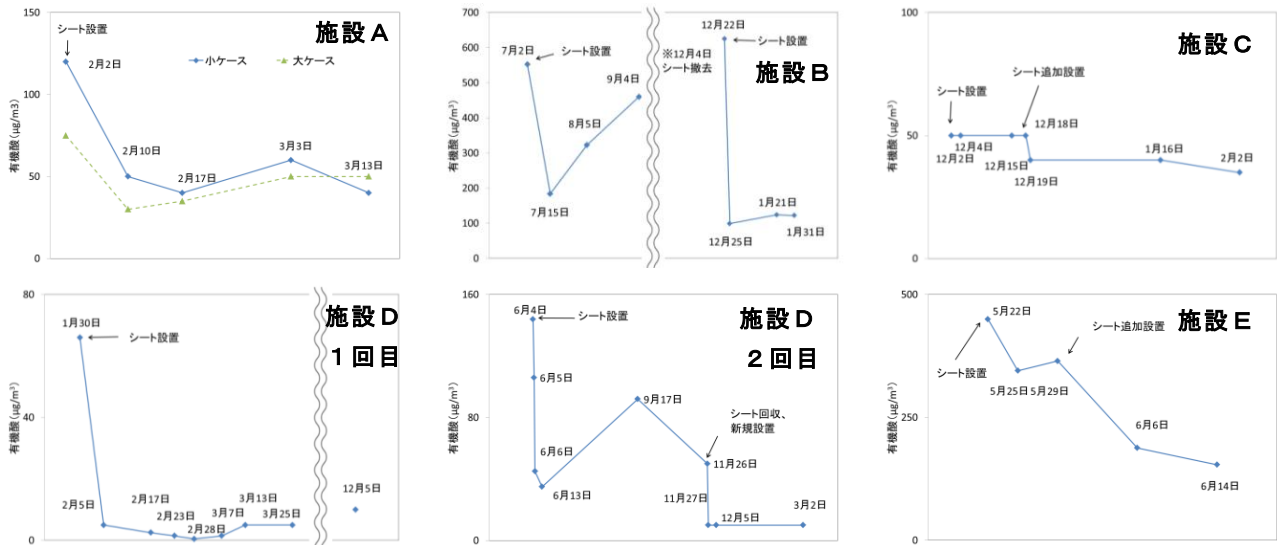 施設A
シート設置
2月2日
小ケース
大ケース
2月10日
2月17日
3月3日
3月13日
有機酸(μg/m3)
150
100
50
0
施設B
7月2日
シート設置
7月15日
8月5日
9月4日
※12月4日
シート撤去
12月22日
シート設置
12月25日
1月21日
1月31日
有機酸(μg/m³)
700
600
500
400
300
200
100
0
施設C
シート設置
12月2日
12月4日
12月15日
シート追加設置
12月18日
12月19日
1月16日
2月2日
有機酸(μg/m³)
100
50
0
施設D
1回目
1月30日
シート設置
2月5日
2月17日
2月23日
2月28日
3月7日
3月13日
3月25日
12月5日
有機酸(μg/m³)
80
40
0
施設D
2回目
6月4日
シート設置
6月5日
6月6日
6月13日
9月17日
シート回収、
新規設置
11月26日
11月27日
12月5日
3月2日
有機酸(μg/m³)
160
80
0
施設E
シート設置
5月22日
5月25日
5月29日
シート追加設置
6月6日
6月14日
有機酸(μg/m³)
500
250
0